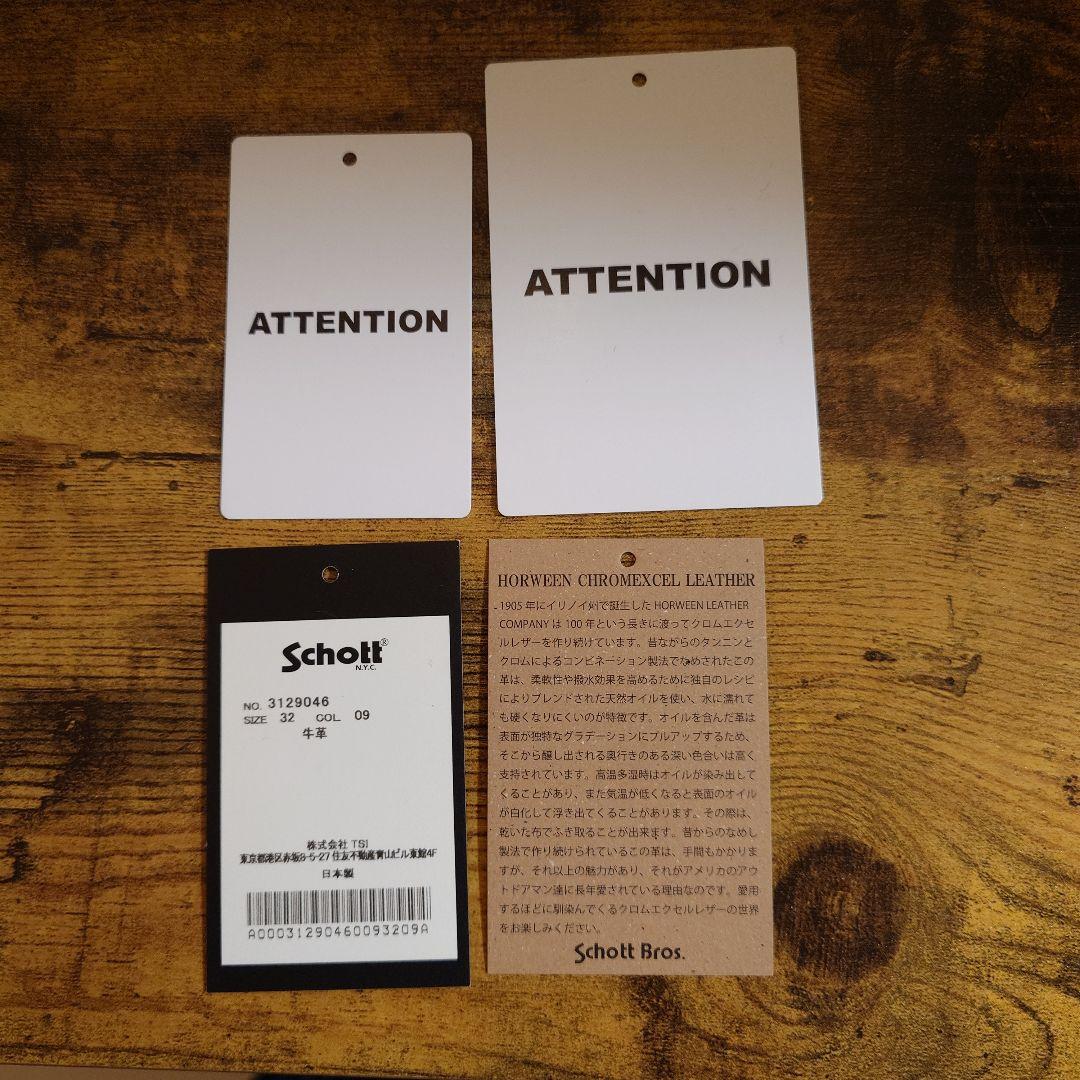 ATTENTION
ATTENTION
Schott®
N.Y.C.
NO. 3129046
SIZE 32 COL 09
牛革
株式会社 TSI
東京都港区赤坂8-5-27 住友不動産青山ビル東館4F
日本製
A00031290460093209A
HORWEEN CHROMEXCEL LEATHER
1905 年にイリノイ州で誕生した HORWEEN LEATHER
COMPANY は 100 年という長きに渡ってクロムエクセ
ルレザーを作り続けています。昔ながらのタンニンと
クロムによるコンビネーション製法でなめされたこの
革は、柔軟性や撥水効果を高めるために独自のレシピ
によりブレンドされた天然オイルを使い、水に濡れて
も硬くなりにくいのが特徴です。オイルを含んだ革は
表面が独特なグラデーションにプルアップするため、
そこから醸し出される奥行きのある深い色合いは高く
支持されています。高温多湿時はオイルが染み出して
くることがあり、また気温が低くなると表面のオイル
が白化して浮き出てくることがあります。その際は、
乾いた布でふき取ることが出来ます。昔からのなめし
製法で作り続けられているこの革は、手間もかかりま
すが、それ以上の魅力があり、それがアメリカのアウ
トドアマン達に長年愛されている理由なのです。愛用
するほどに馴染んでくるクロムエクセルレザーの世界
をお楽しみください。
Schott Bros.